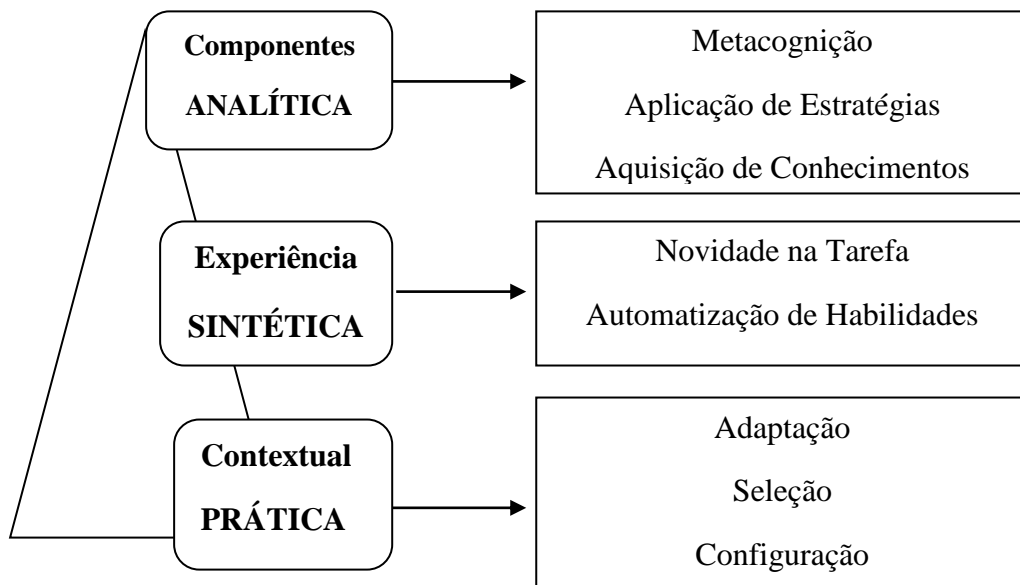 Componentes
ANALÍTICA
Metacognição
Aplicação de Estratégias
Aquisição de Conhecimentos
Experiência
SINTÉTICA
Novidade na Tarefa
Automatização de Habilidades
Contextual
PRÁTICA
Adaptação
Seleção
Configuração